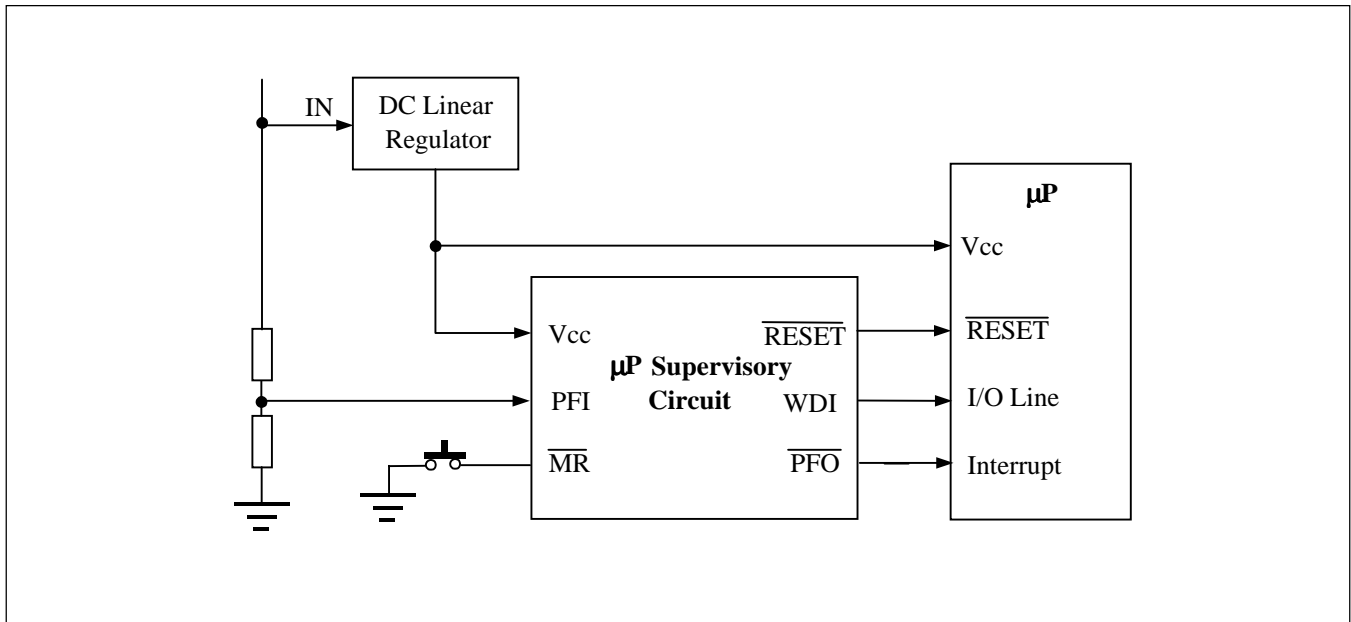 IN
DC Linear
Regulator
μP
Vcc
Vcc
RESET
RESET
μP Supervisory
Circuit
PFI
WDI
I/O Line
MR
PFO
Interrupt